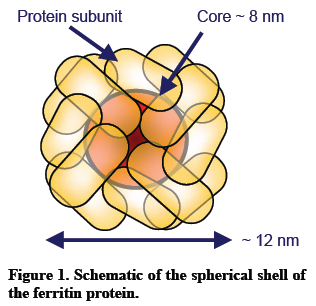 Protein subunit
Core ~ 8 nm
~ 12 nm
Figure 1. Schematic of the spherical shell of
the ferritin protein.